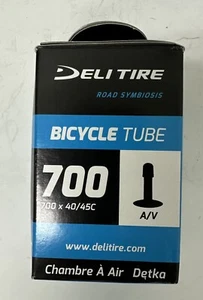 DELI TIRE
ROAD SYMBIOSIS
BICYCLE TUBE
700
700 x 40/45C
A/V
www.delitire.com
Chambre À Air Dętka